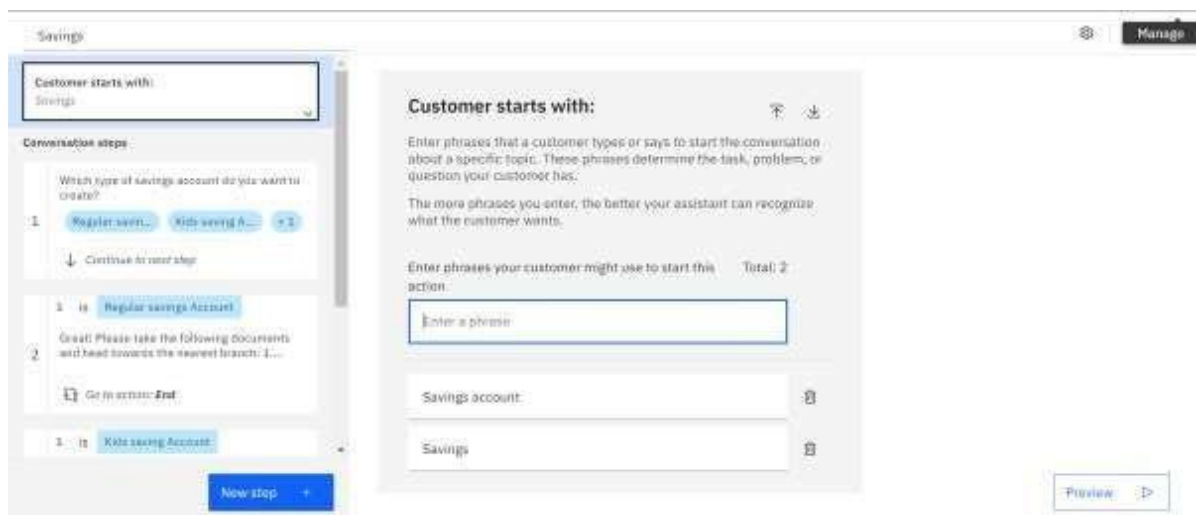 Savings
Manage
Customer starts with:
Savings
Conversation steps
Which type of savings account do you want to
create?
1
Regular savin...
Kids saving A...
+ 1
Continue to next step
1 is Regular savings Account
2
Great! Please take the following documents
and head towards the nearest branch: 1....
Go to action: End
1 is Kids saving Account
New step +
Customer starts with:
Enter phrases that a customer types or says to start the conversation
about a specific topic. These phrases determine the task, problem, or
question your customer has.
The more phrases you enter, the better your assistant can recognize
what the customer wants.
Enter phrases your customer might use to start this
action
Total: 2
Enter a phrase
Savings account
Savings
Preview